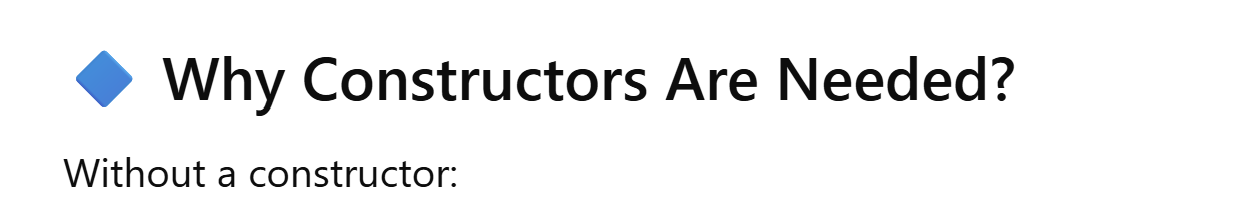 Why Constructors Are Needed?
Without a constructor: